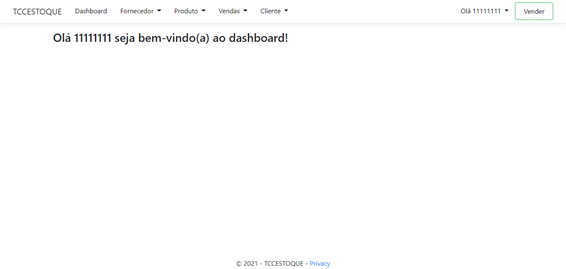 TCCESTOQUE Dashboard Fornecedor Produto Vendas Cliente Olá 11111111 Vender
Olá 11111111 seja bem-vindo(a) ao dashboard!
© 2021 - TCCESTOQUE - Privacy